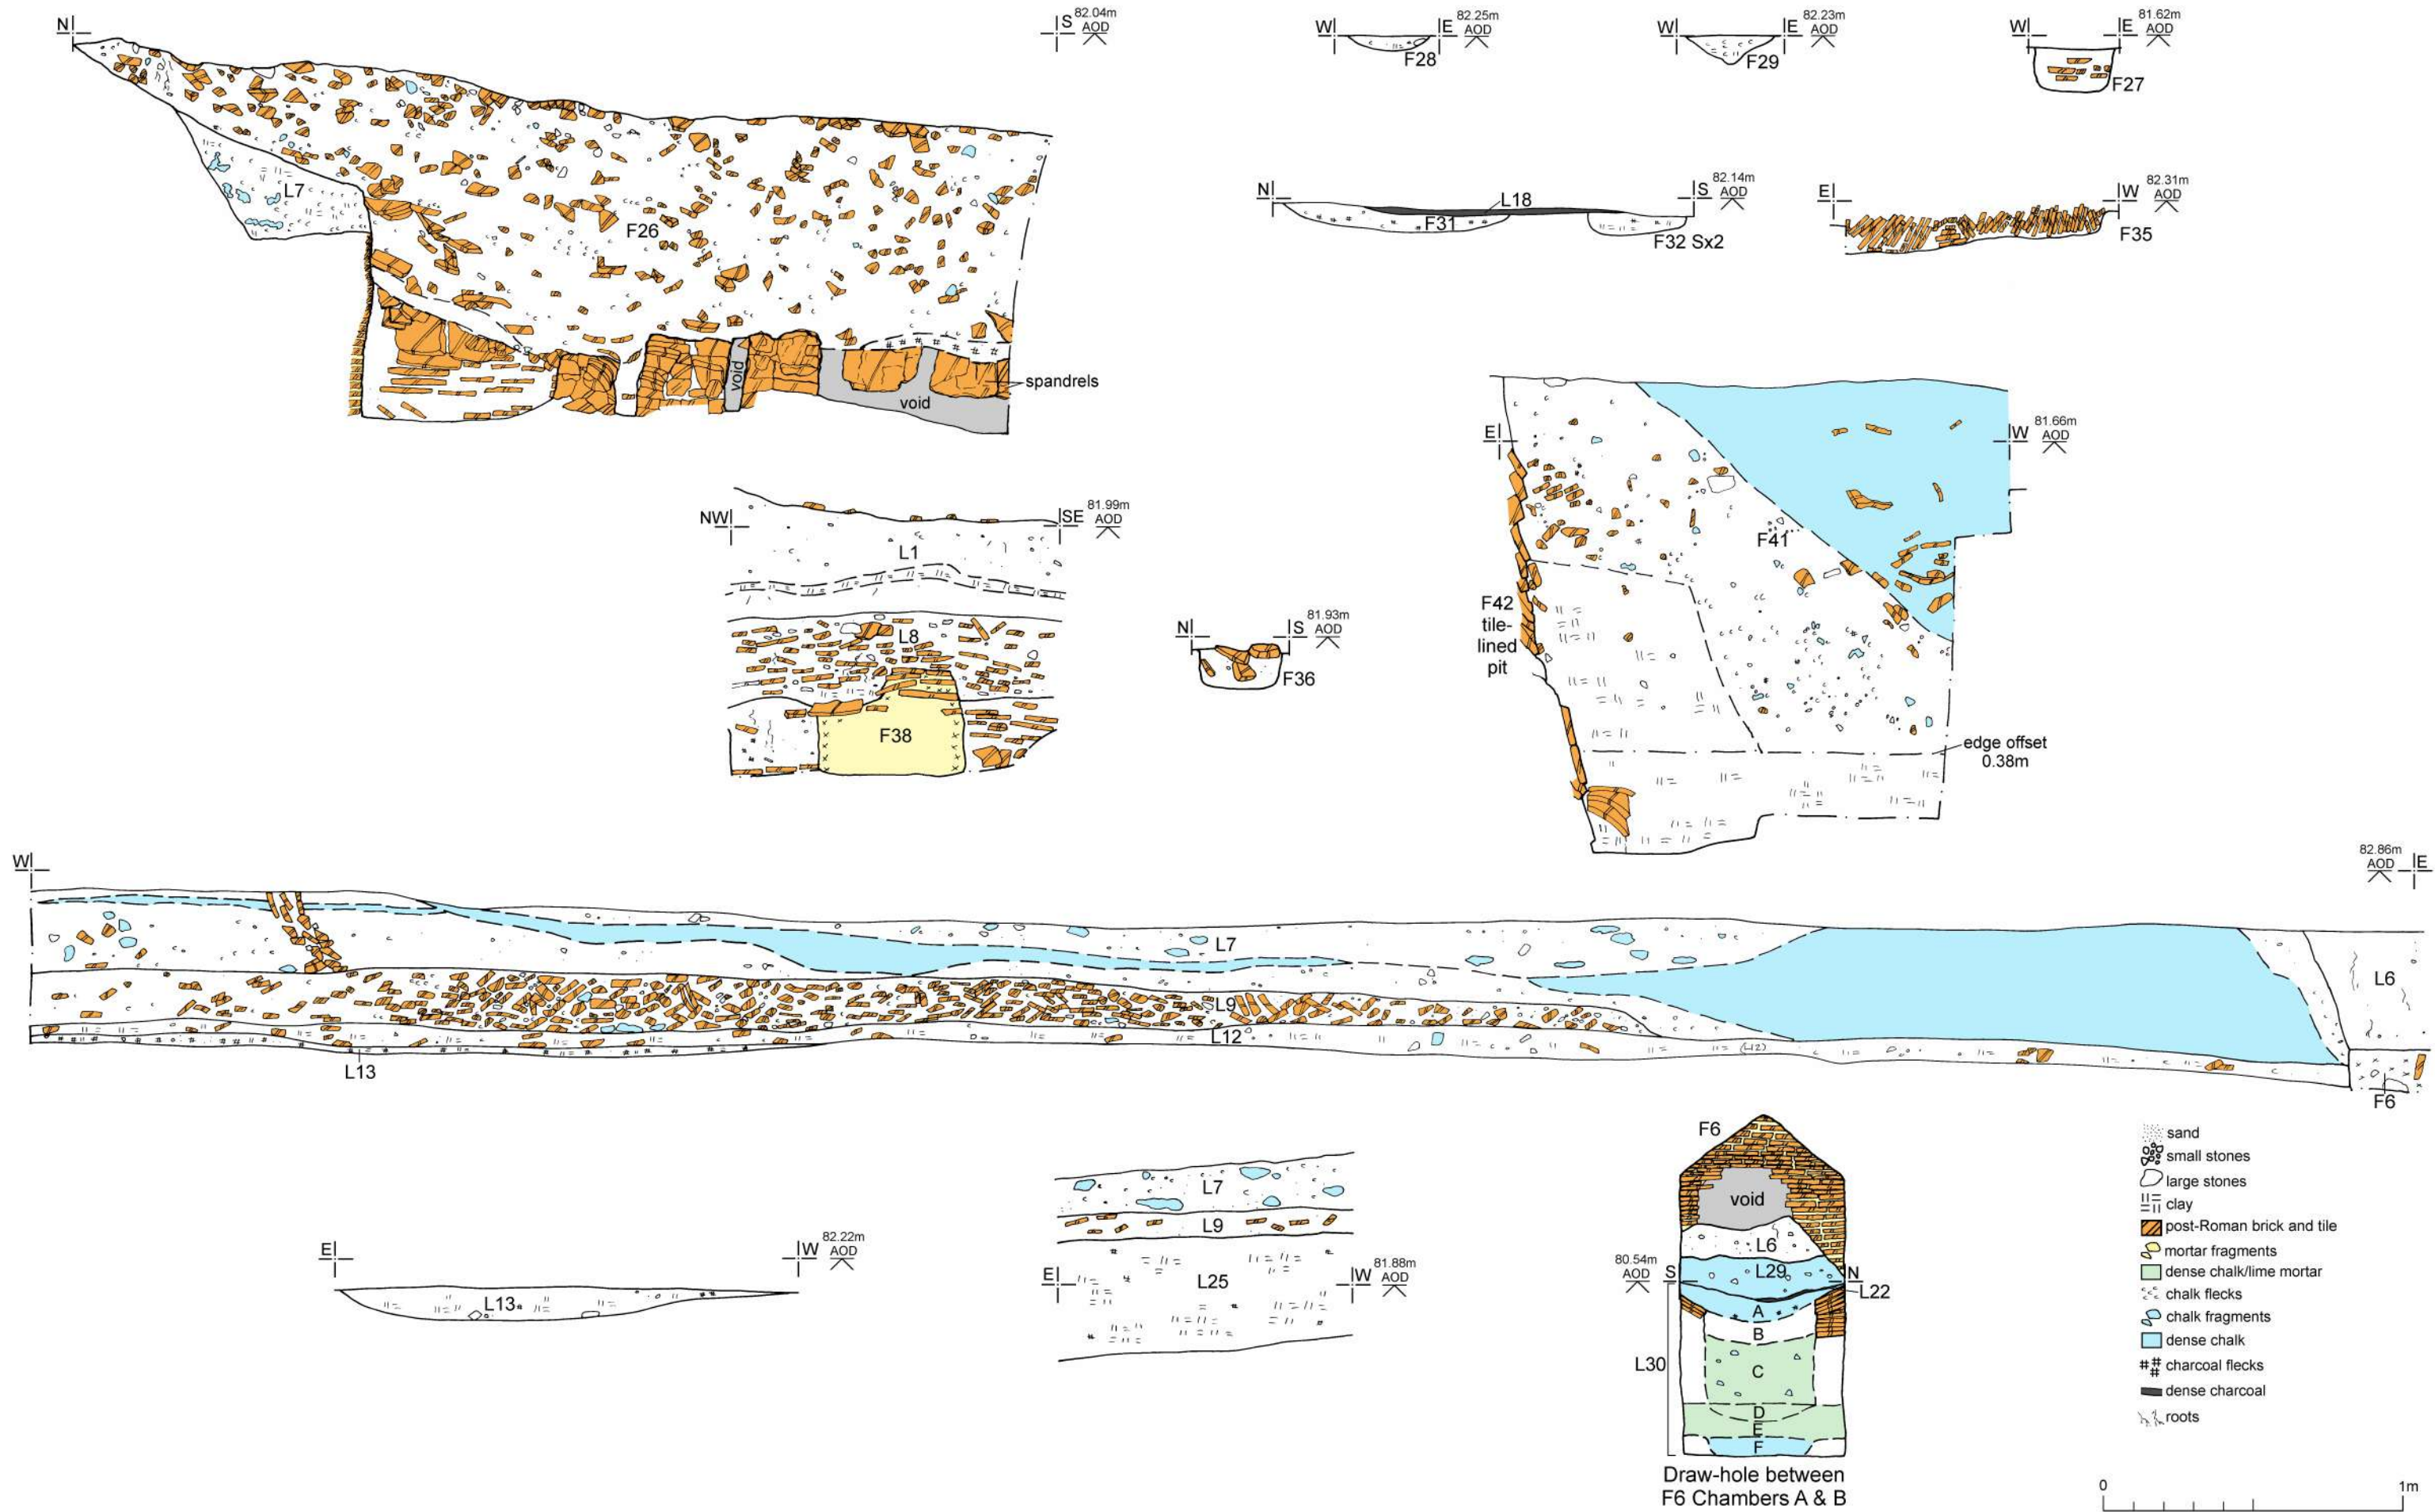 N
S 82.04m
AOD
L7
F26
void
void
spandrels
W
E 82.25m
AOD
F28
W
E 82.23m
AOD
F29
W
E 81.62m
AOD
F27
N
S 82.14m
AOD
L18
F31
F32 Sx2
E
W 82.31m
AOD
F35
NW
SE 81.99m
AOD
L1
L8
F38
N
S 81.93m
AOD
F36
E
W 81.66m
AOD
F41
F42
tile-
lined
pit
edge offset
0.38m
W
82.86m
AOD E
L7
L6
L9
L12
(L12)
L13
F6
E
W 82.22m
AOD
L13
L7
L9
L25
E
W 81.88m
AOD
F6
void
L6
80.54m
AOD S
L29
N
L22
A
B
C
D
E
F
L30
Draw-hole between
F6 Chambers A & B
sand
small stones
large stones
clay
post-Roman brick and tile
mortar fragments
dense chalk/lime mortar
chalk flecks
chalk fragments
dense chalk
charcoal flecks
dense charcoal
roots
0 1m